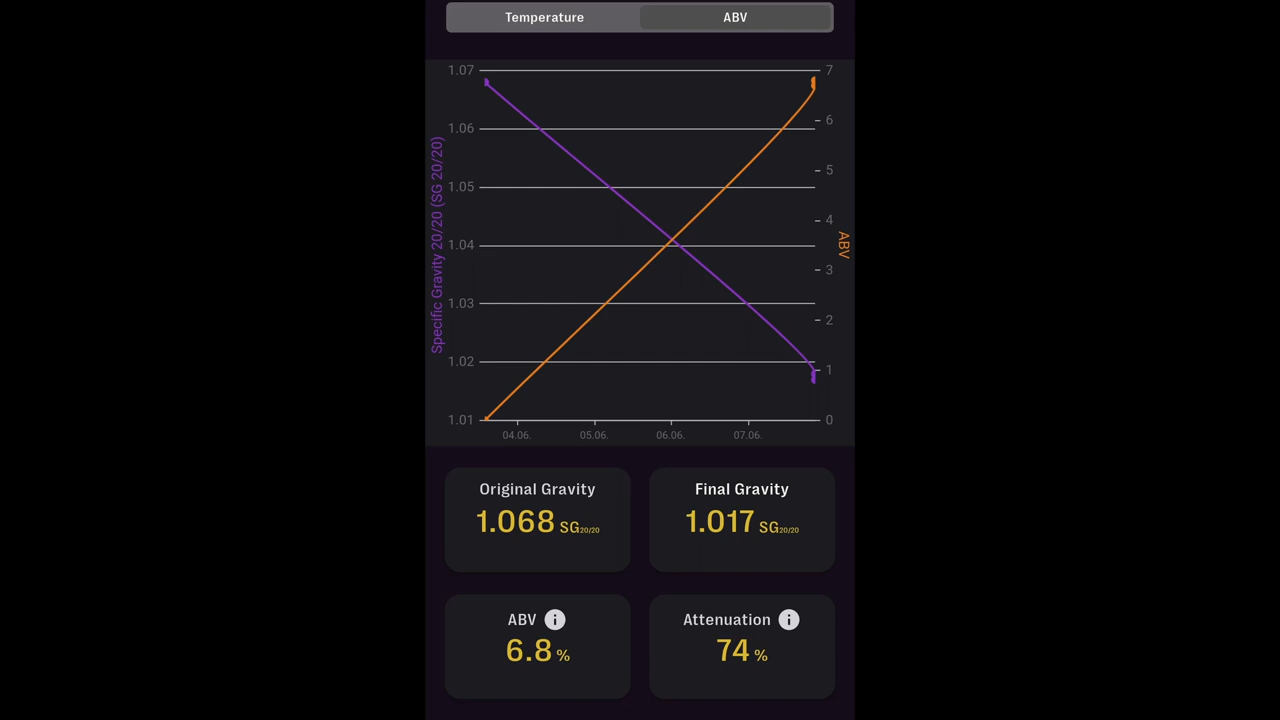 Temperature ABV
1.07 7
1.06 6
1.05 5
1.04 4
1.03 3
1.02 2
1.01 1
0
Specific Gravity 20/20 (SG 20/20)
ABV
04.06. 05.06. 06.06. 07.06.
Original Gravity Final Gravity
1.068 SG20/20 1.017 SG20/20
ABV i Attenuation i
6.8 % 74 %